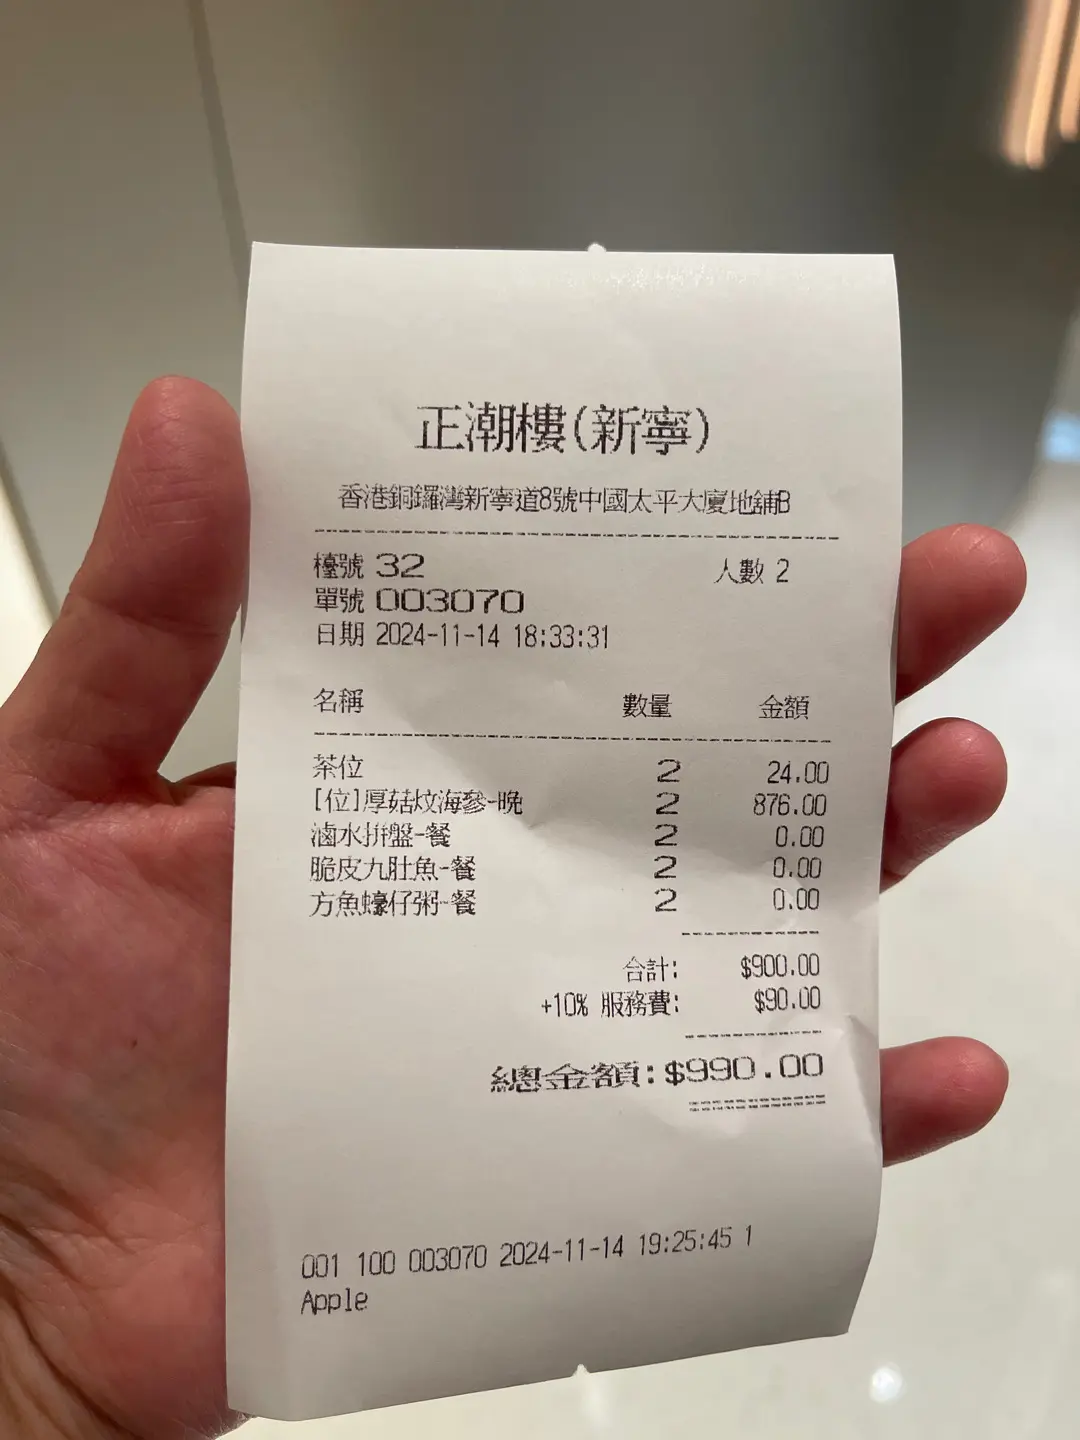 正潮樓(新寧)
香港銅鑼灣新寧道8號中國太平大廈地舖B
檯號 32 人數 2
單號 003070
日期 2024-11-14 18:33:31
名稱 數量 金額
茶位 2 24.00
[位]厚菇炆海參-晚 2 876.00
滷水拼盤-餐 2 0.00
脆皮九肚魚-餐 2 0.00
方魚蠔仔粥-餐 2 0.00
合計: $900.00
+10% 服務費: $90.00
總金額:$990.00
001 100 003070 2024-11-14 19:25:45 1
Apple